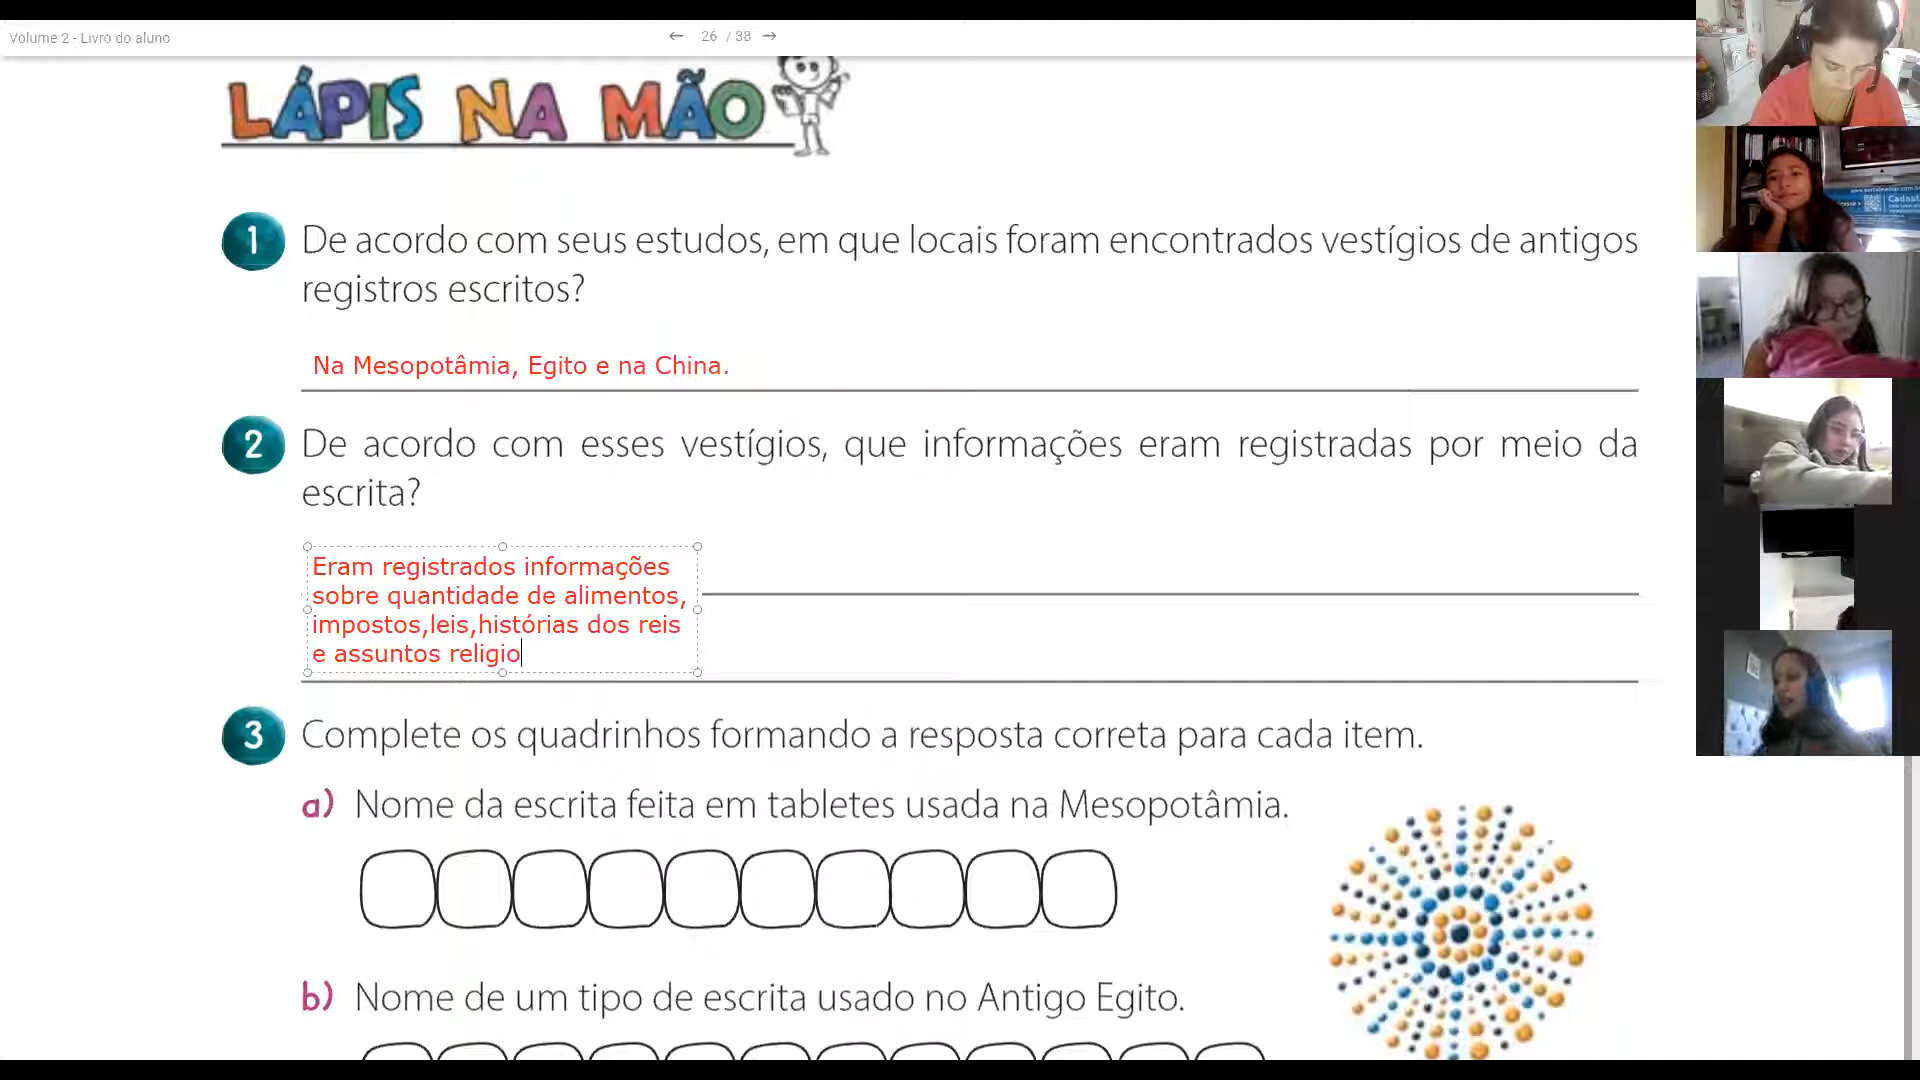 Volume 2 - Livro do aluno
← 26 / 38 →
LÁPIS NA MÃO
1 De acordo com seus estudos, em que locais foram encontrados vestígios de antigos
registros escritos?
Na Mesopotâmia, Egito e na China.
2 De acordo com esses vestígios, que informações eram registradas por meio da
escrita?
Eram registrados informações
sobre quantidade de alimentos,
impostos,leis,histórias dos reis
e assuntos religio
3 Complete os quadrinhos formando a resposta correta para cada item.
a) Nome da escrita feita em tabletes usada na Mesopotâmia.
b) Nome de um tipo de escrita usado no Antigo Egito.